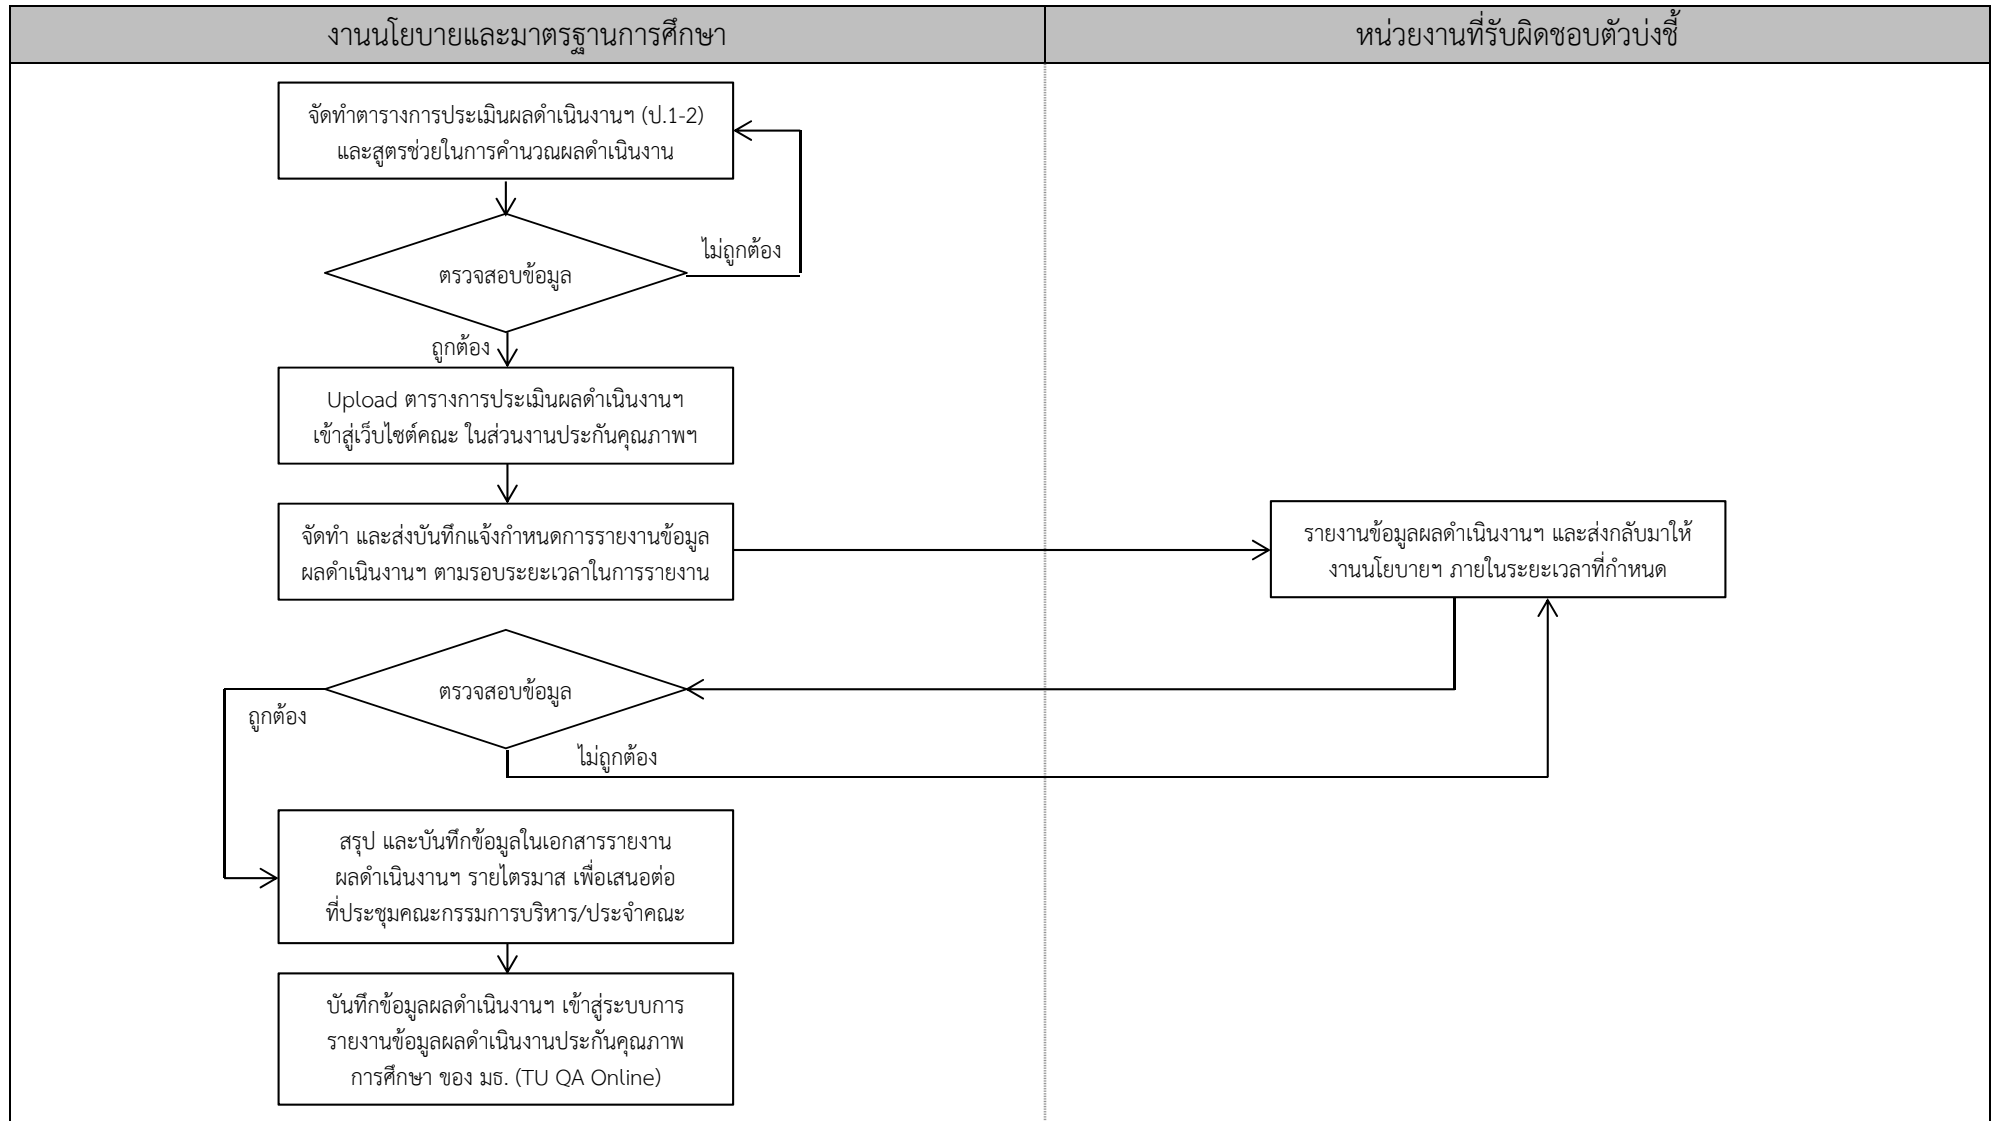 งานนโยบายและมาตรฐานการศึกษา
หน่วยงานที่รับผิดชอบตัวบ่งชี้
จัดทำตารางการประเมินผลดำเนินงานฯ (ป.1-2)
และสูตรช่วยในการคำนวณผลดำเนินงาน
ไม่ถูกต้อง
ตรวจสอบข้อมูล
ถูกต้อง
Upload ตารางการประเมินผลดำเนินงานฯ
เข้าสู่เว็บไซต์คณะ ในส่วนงานประกันคุณภาพฯ
จัดทำ และส่งบันทึกแจ้งกำหนดการรายงานข้อมูล
ผลดำเนินงานฯ ตามรอบระยะเวลาในการรายงาน
รายงานข้อมูลผลดำเนินงานฯ และส่งกลับมาให้
งานนโยบายฯ ภายในระยะเวลาที่กำหนด
ตรวจสอบข้อมูล
ถูกต้อง
ไม่ถูกต้อง
สรุป และบันทึกข้อมูลในเอกสารรายงาน
ผลดำเนินงานฯ รายไตรมาส เพื่อเสนอต่อ
ที่ประชุมคณะกรรมการบริหาร/ประจำคณะ
บันทึกข้อมูลผลดำเนินงานฯ เข้าสู่ระบบการ
รายงานข้อมูลผลดำเนินงานประกันคุณภาพ
การศึกษา ของ มธ. (TU QA Online)